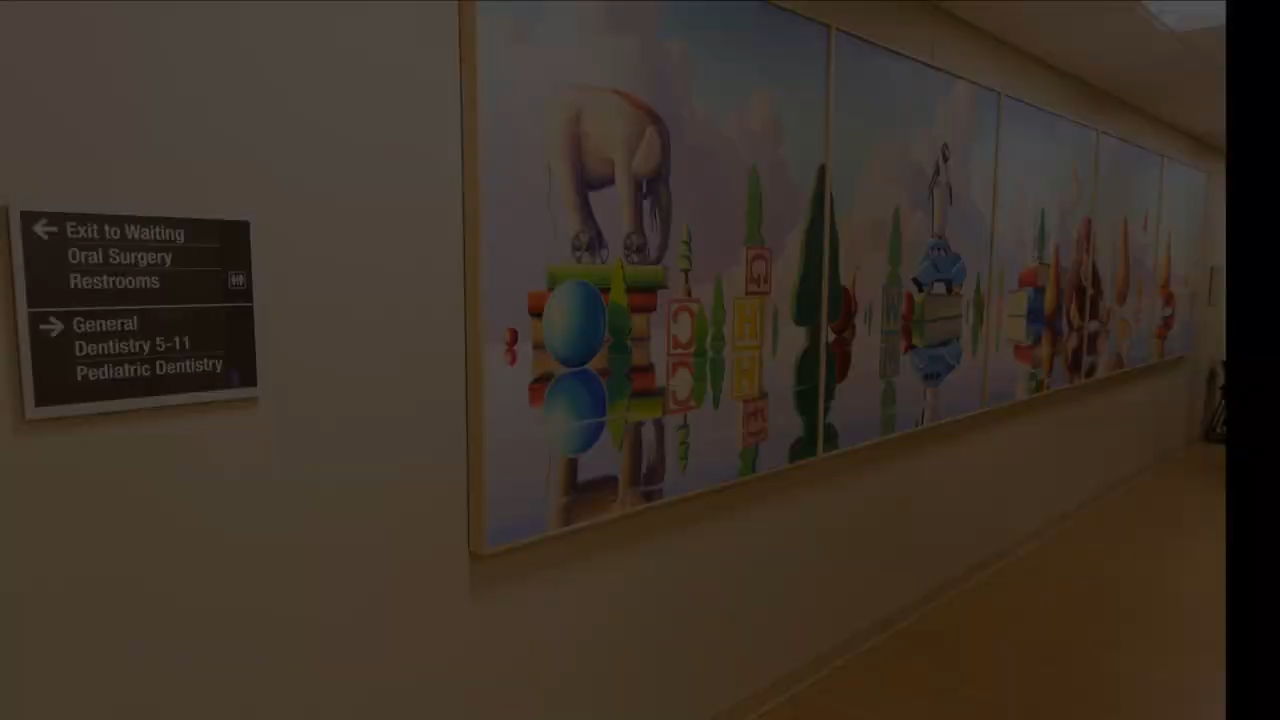 Exit to Waiting
Oral Surgery
Restrooms
General
Dentistry 5-11
Pediatric Dentistry
G
C
H
W